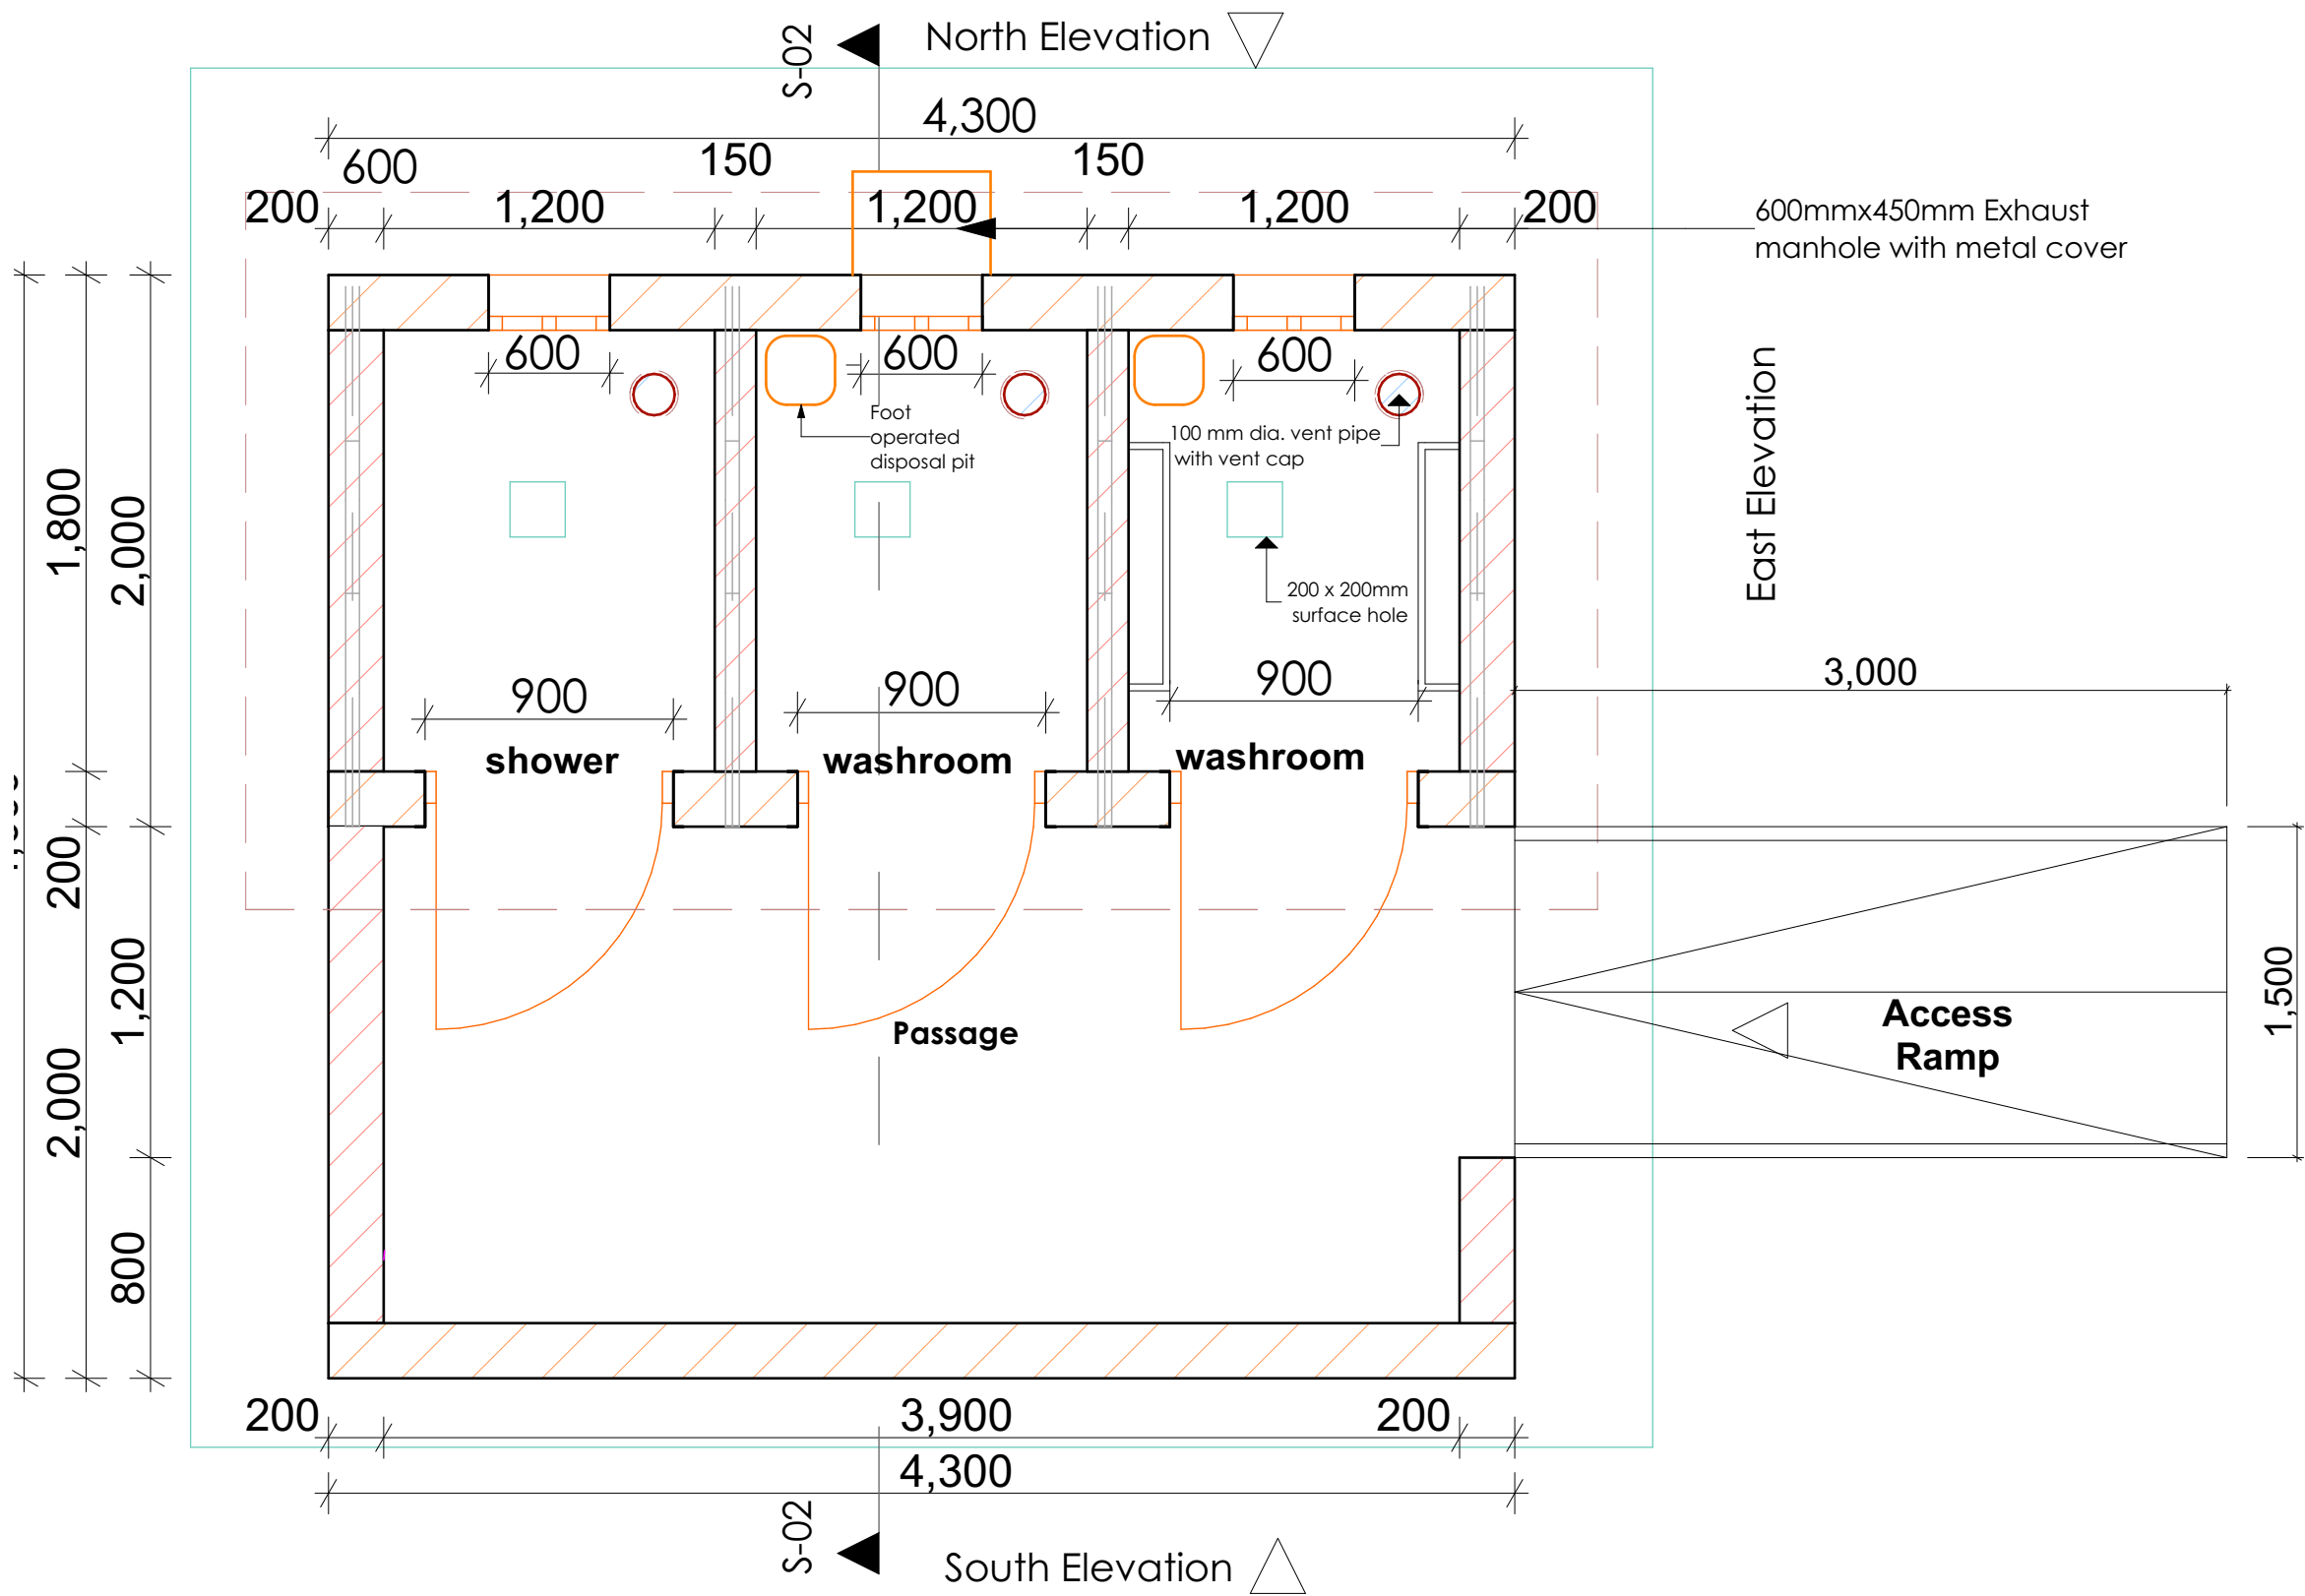 S-02
North Elevation
4,300
600
150
150
200
1,200
1,200
1,200
200
600mmx450mm Exhaust
manhole with metal cover
600
600
600
Foot
operated
disposal pit
100 mm dia. vent pipe
with vent cap
East Elevation
1,800
2,000
200 x 200mm
surface hole
900
900
900
3,000
shower
washroom
washroom
200
1,200
2,000
800
Passage
Access
Ramp
1,500
200
3,900
200
4,300
S-02
South Elevation